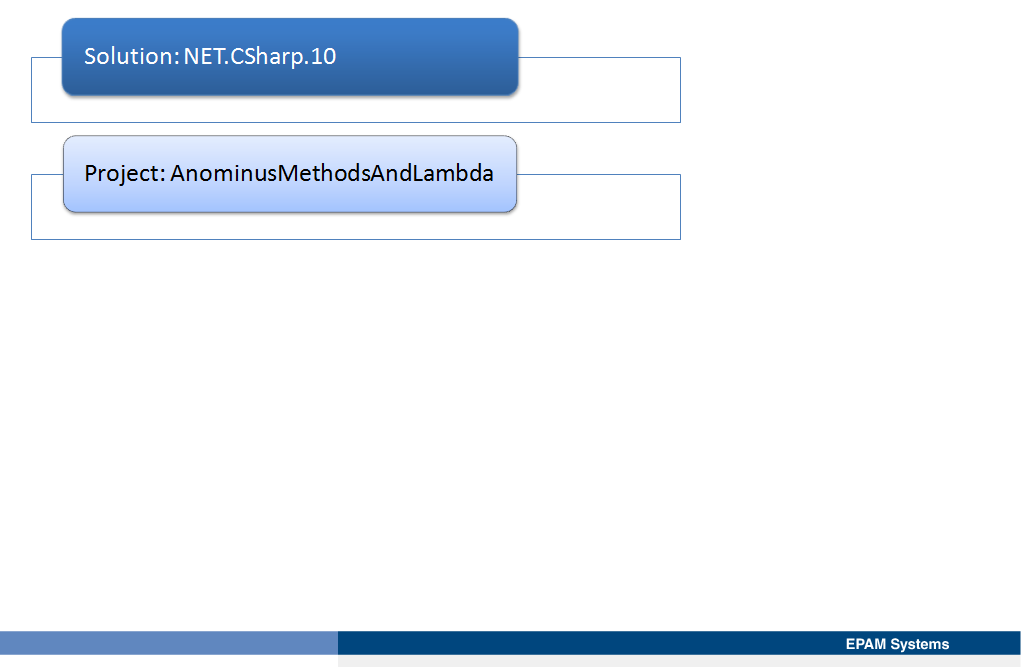 Solution: NET.CSharp.10
Project: AnominusMethodsAndLambda
EPAM Systems